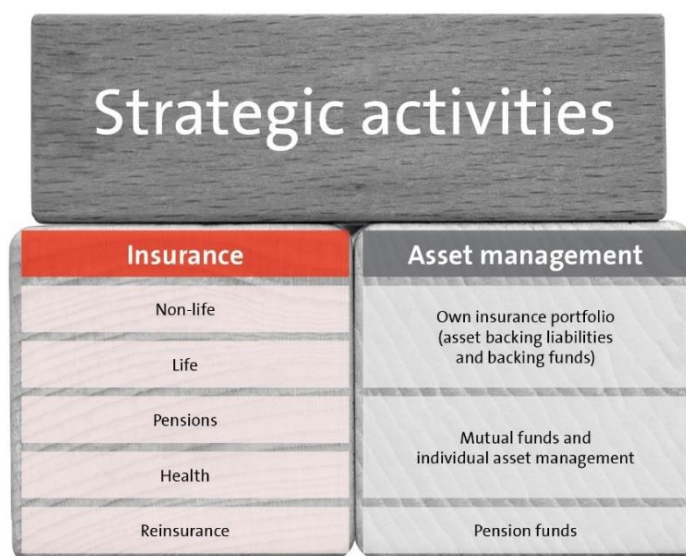 Strategic activities
Insurance
Non-life
Life
Pensions
Health
Reinsurance
Asset management
Own insurance portfolio
(asset backing liabilities
and backing funds)
Mutual funds and
individual asset management
Pension funds